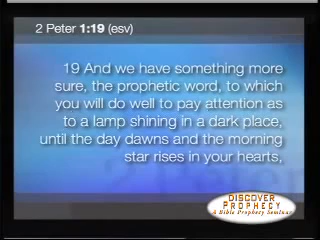 2 Peter 1:19 (esv)
19 And we have something more
sure, the prophetic word, to which
you will do well to pay attention as
to a lamp shining in a dark place,
until the day dawns and the morning
star rises in your hearts,
DISCOVER
PROPHECY
A Bible Prophecy Seminar